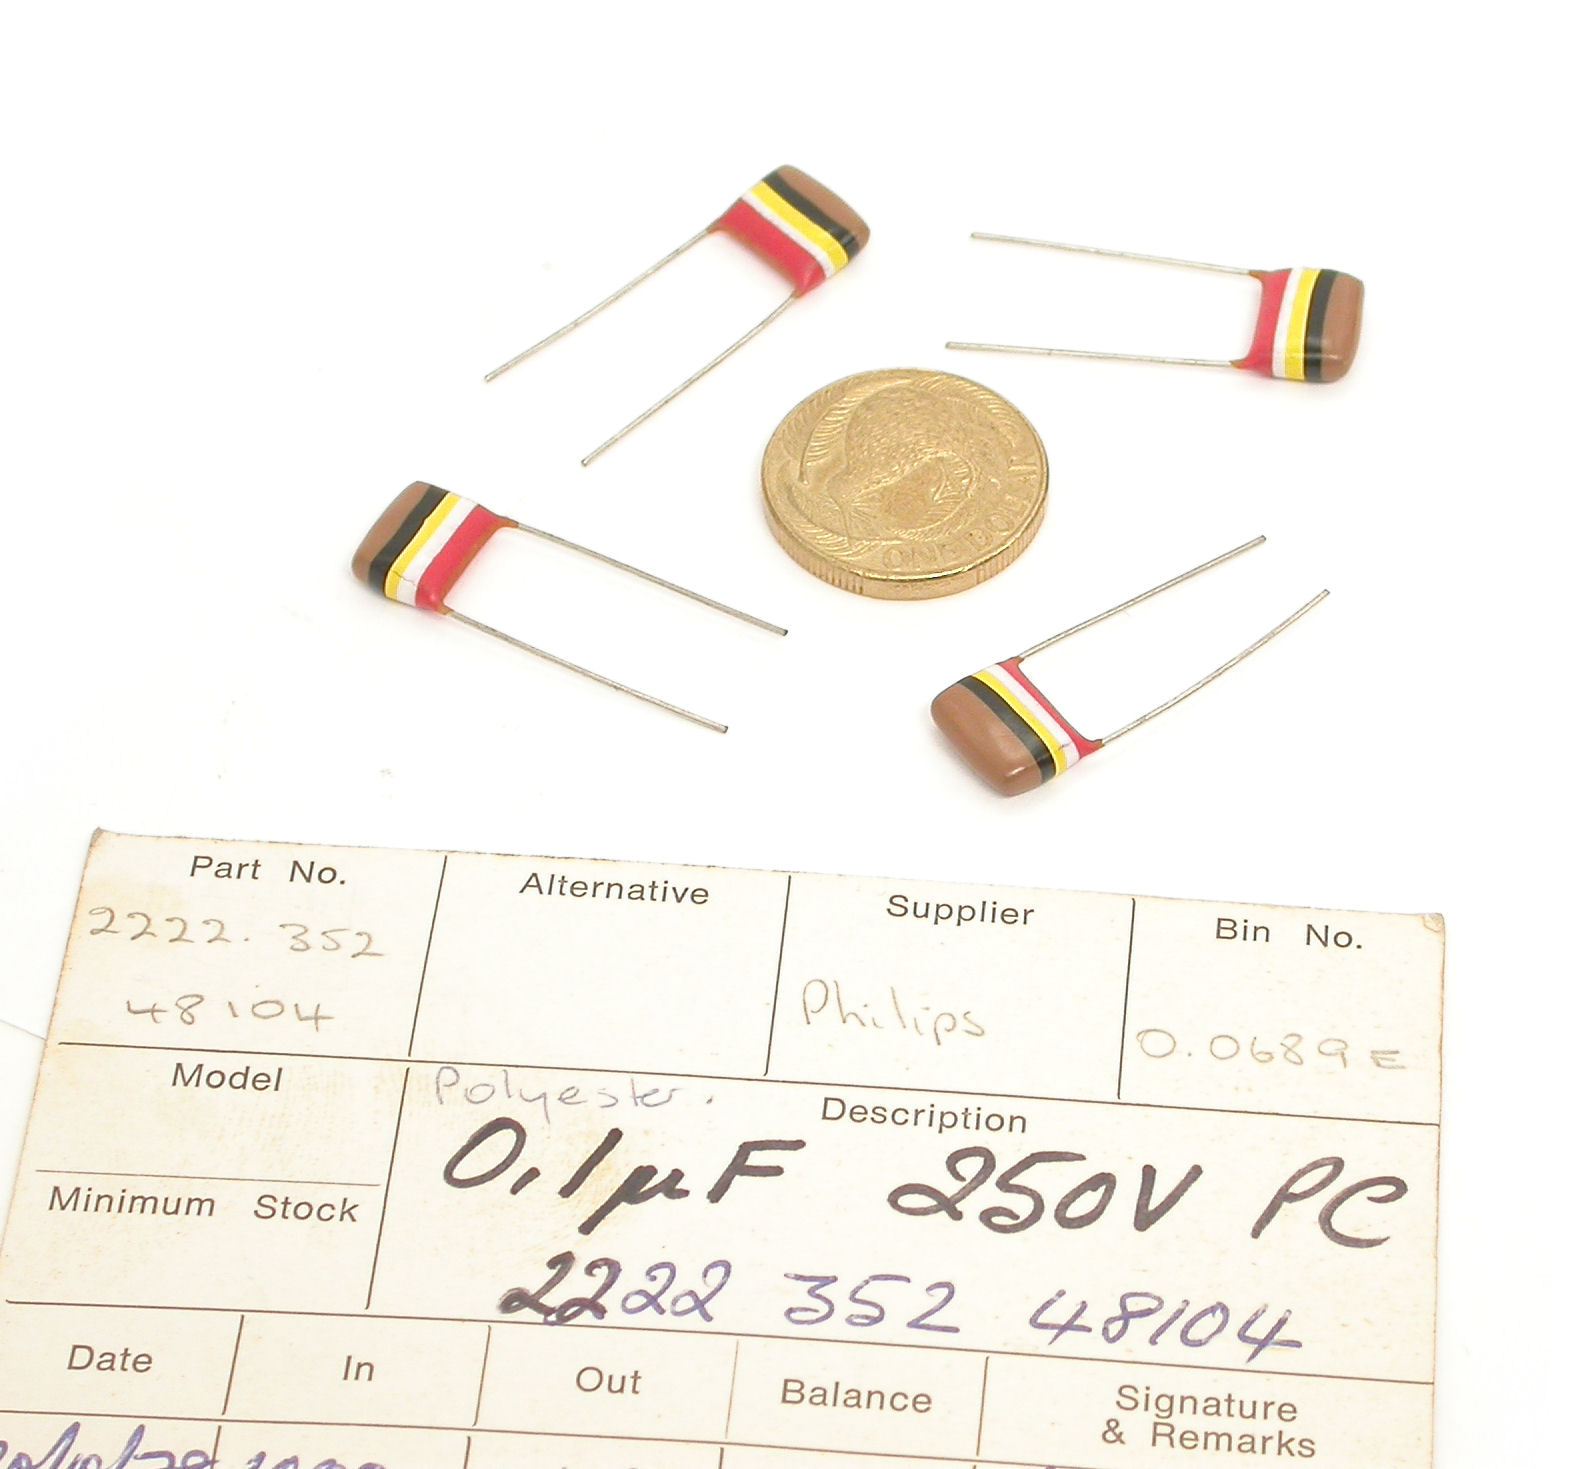 ONE DOLLAR
Part No.
2222. 352
48104
Alternative
Supplier
Philips
Bin No.
0.0689E
Model
Minimum Stock
Polyester.
Description
0,1µF 250V PC
2222 352 48104
Date
In
Out
Balance
Signature
& Remarks